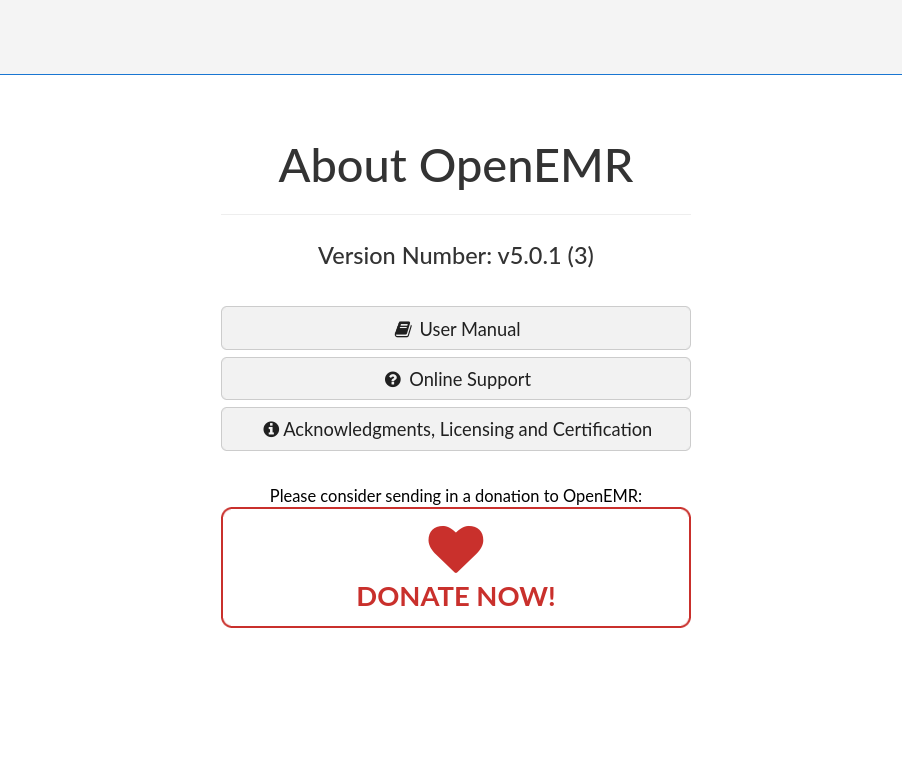 About OpenEMR
Version Number: v5.0.1 (3)
User Manual
Online Support
Acknowledgments, Licensing and Certification
Please consider sending in a donation to OpenEMR:
DONATE NOW!